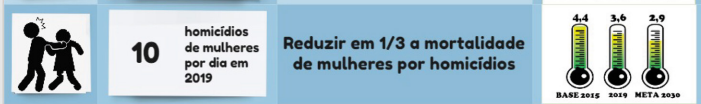 10
homicídios
de mulheres
por dia em
2019
Reduzir em 1/3 a mortalidade
de mulheres por homicídios
4,4 3,6 2,9
BASE 2015 2019 META 2030